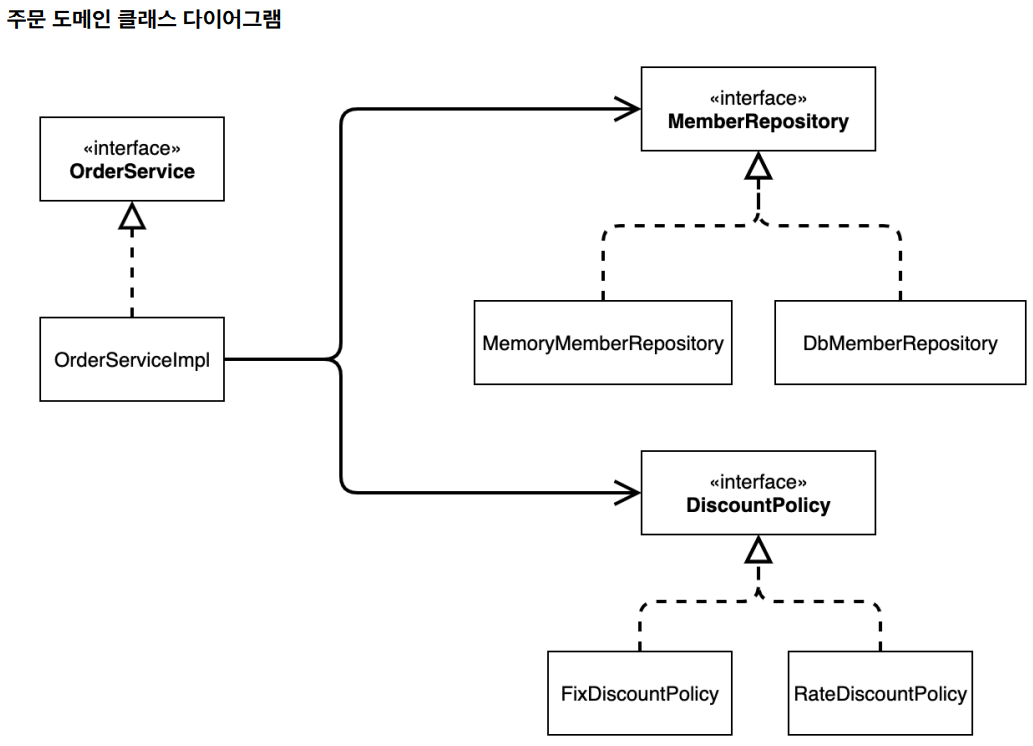 주문 도메인 클래스 다이어그램
«interface»
MemberRepository
«interface»
OrderService
MemoryMemberRepository
DbMemberRepository
OrderServiceImpl
«interface»
DiscountPolicy
FixDiscountPolicy
RateDiscountPolicy